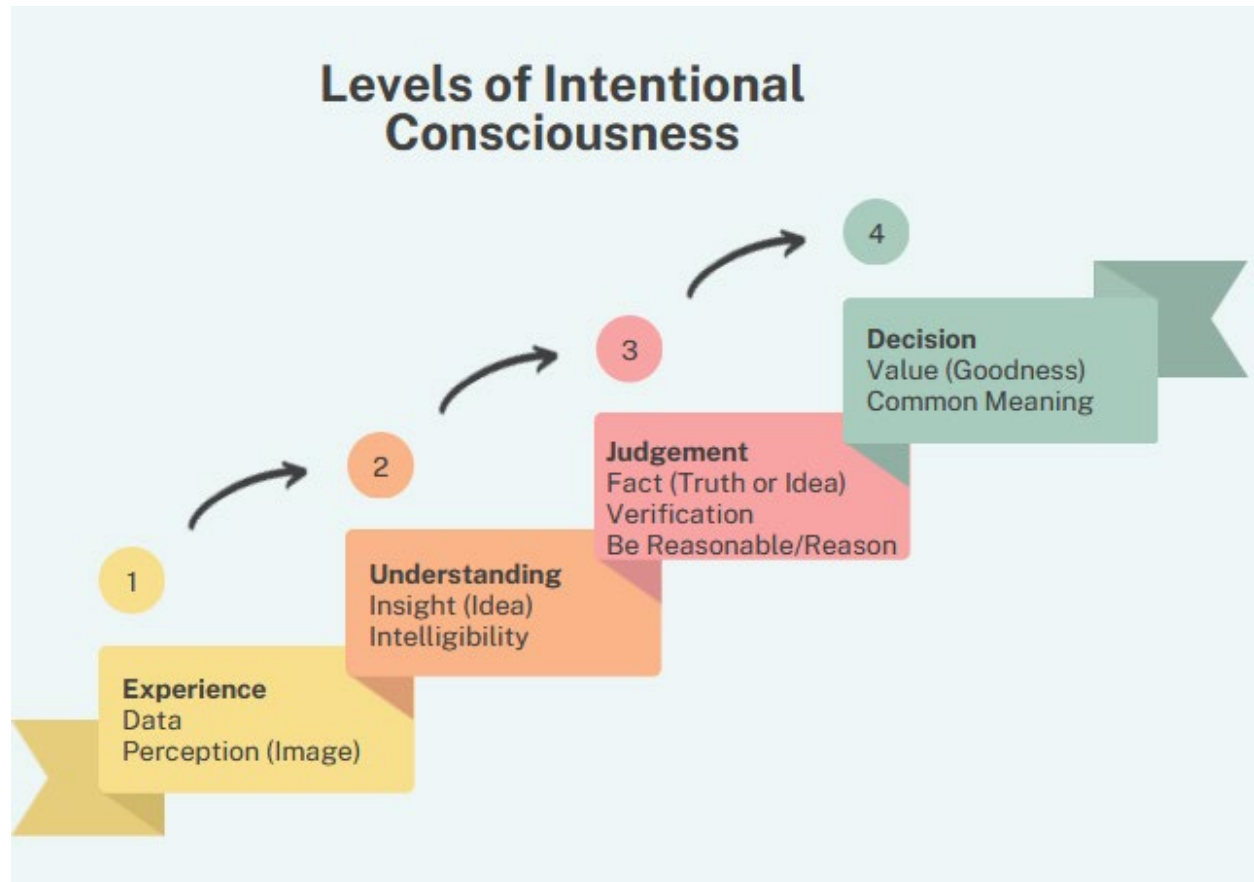 Levels of Intentional
Consciousness
1
Experience
Data
Perception (Image)
2
Understanding
Insight (Idea)
Intelligibility
3
Judgement
Fact (Truth or Idea)
Verification
Be Reasonable/Reason
4
Decision
Value (Goodness)
Common Meaning